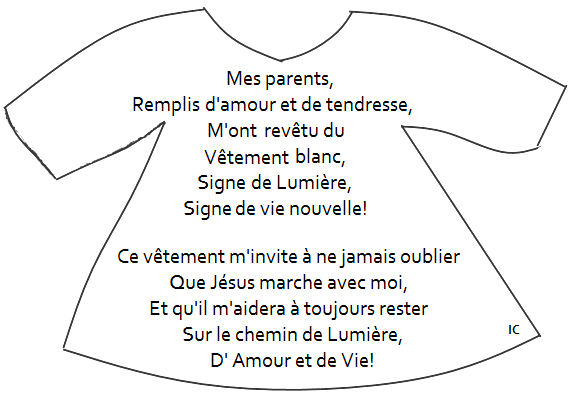 Mes parents,
Remplis d'amour et de tendresse,
M'ont revêtu du
Vêtement blanc,
Signe de Lumière,
Signe de vie nouvelle!
Ce vêtement m'invite à ne jamais oublier
Que Jésus marche avec moi,
Et qu'il m'aidera à toujours rester
Sur le chemin de Lumière,
D' Amour et de Vie!
IC